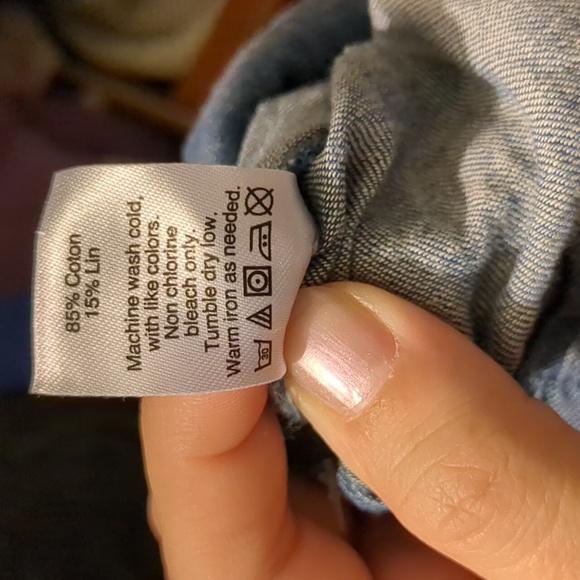 85% Coton
15% Lin
Machine wash cold,
with like colors.
Non chlorine
bleach only.
Tumble dry low,
Warm iron as needed.
30